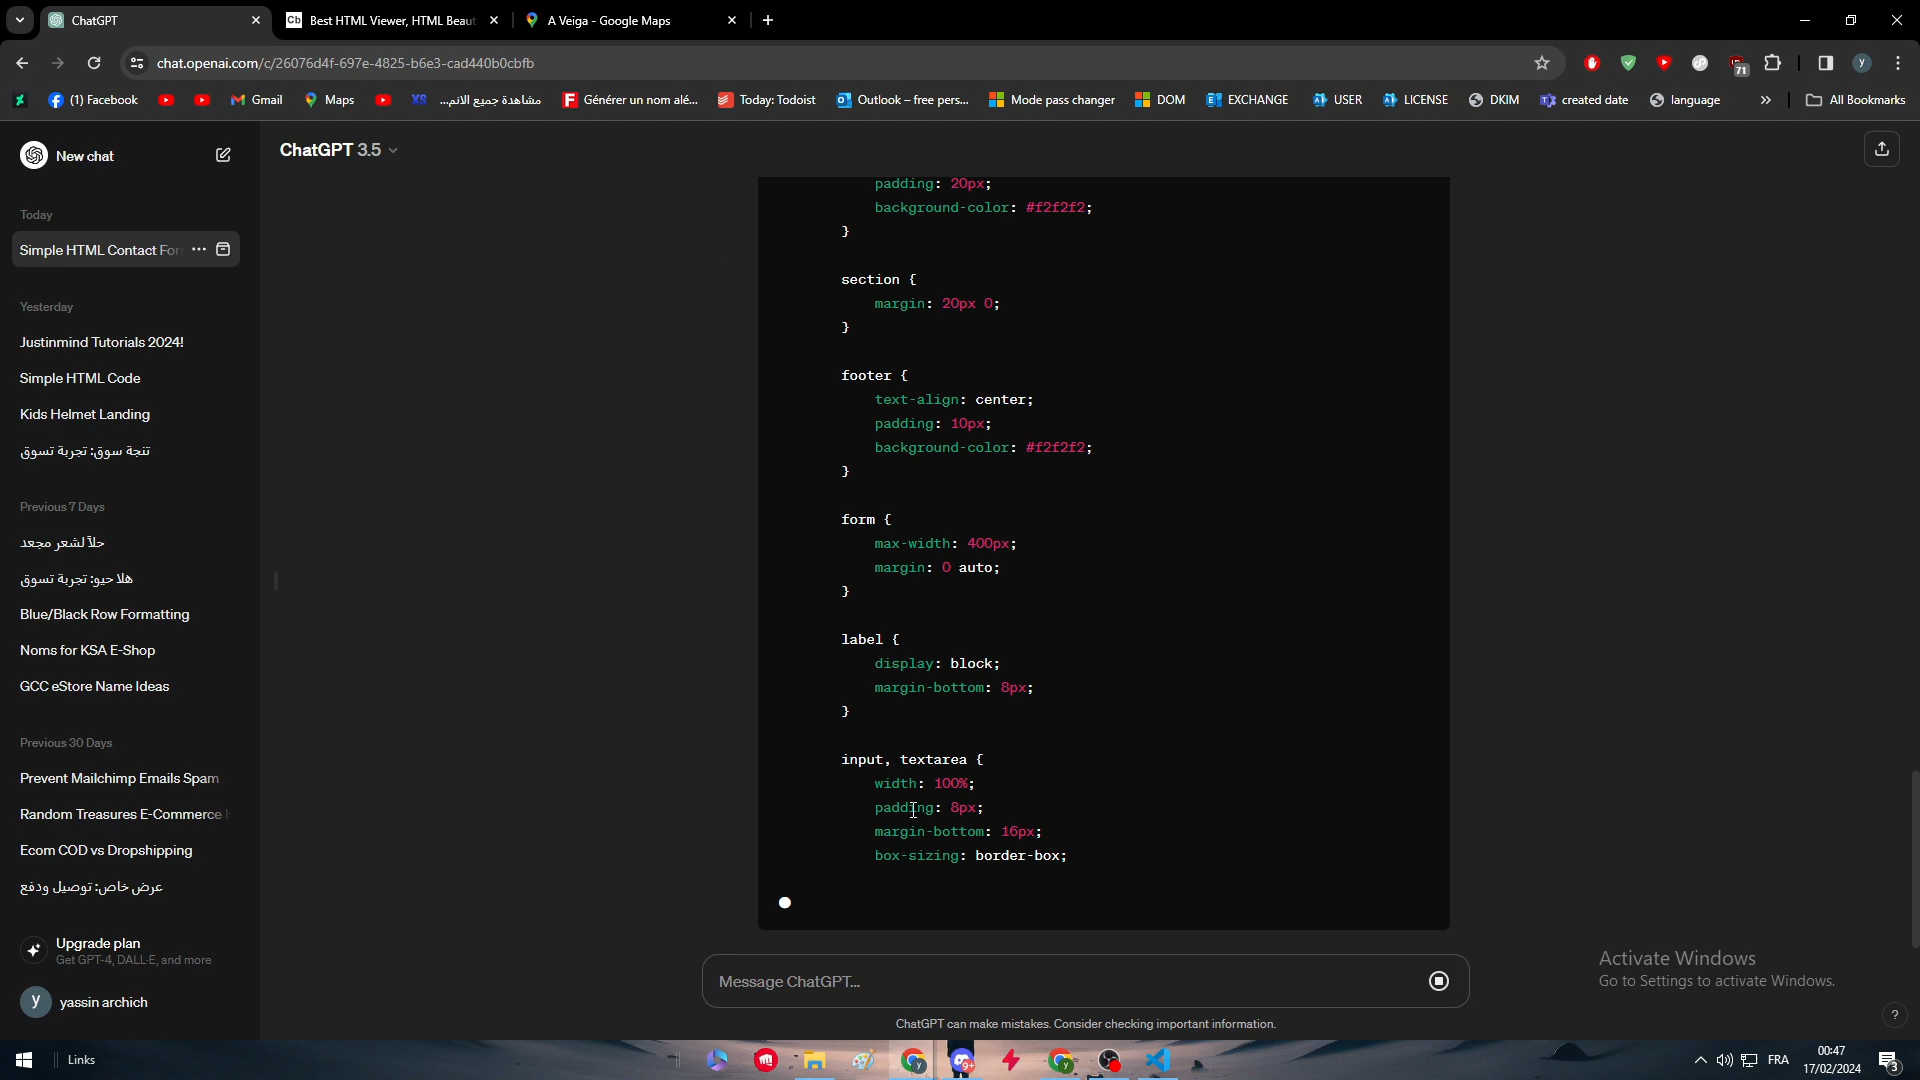 ChatGPT
Best HTML Viewer, HTML Beaut
A Veiga - Google Maps
chat.openai.com/c/26076d4f-697e-4825-b6e3-cad440b0cbfb
71
y
(1) Facebook
Gmail
Maps
XS
مشاهدة جميع الانم...
Générer un nom alé...
Today: Todoist
Outlook – free pers...
Mode pass changer
DOM
EXCHANGE
USER
LICENSE
DKIM
created date
language
»
All Bookmarks
New chat
ChatGPT 3.5
Today
Simple HTML Contact For
Yesterday
Justinmind Tutorials 2024!
Simple HTML Code
Kids Helmet Landing
تنجة سوق: تجربة تسوق
Previous 7 Days
حلاً لشعر مجعد
هلا حيو: تجربة تسوق
Blue/Black Row Formatting
Noms for KSA E-Shop
GCC eStore Name Ideas
Previous 30 Days
Prevent Mailchimp Emails Spam
Random Treasures E-Commerce
Ecom COD vs Dropshipping
عرض خاص: توصيل ودفع
Upgrade plan
Get GPT-4, DALL·E, and more
y
yassin archich
padding: 20px;
background-color: #f2f2f2;
}
section {
margin: 20px 0;
}
footer {
text-align: center;
padding: 10px;
background-color: #f2f2f2;
}
form {
max-width: 400px;
margin: 0 auto;
}
label {
display: block;
margin-bottom: 8px;
}
input, textarea {
width: 100%;
padding: 8px;
margin-bottom: 16px;
box-sizing: border-box;
Message ChatGPT...
ChatGPT can make mistakes. Consider checking important information.
Activate Windows
Go to Settings to activate Windows.
?
Links
9+
FRA
00:47
17/02/2024
3